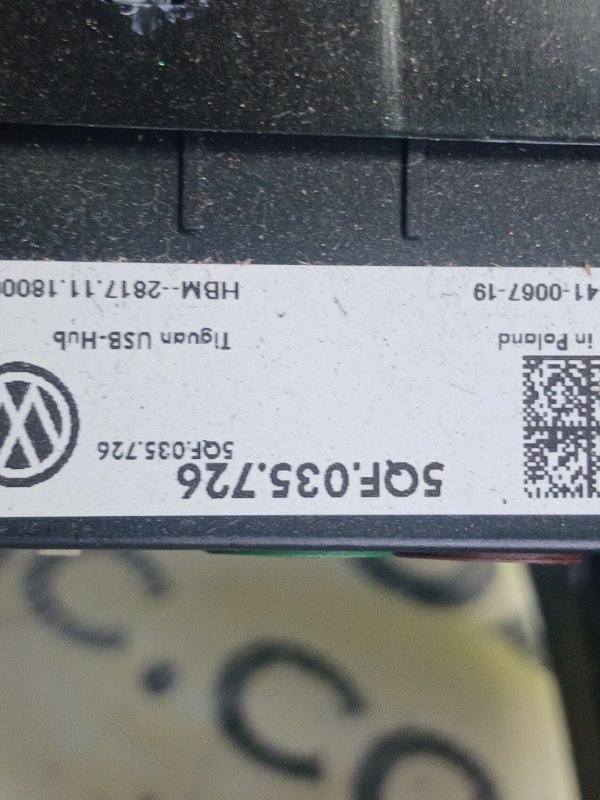 5QF.035.726
5QF.035.726
Tiguan USB-Hub
in Poland
HBM--2817.11.1800
41-0067-19